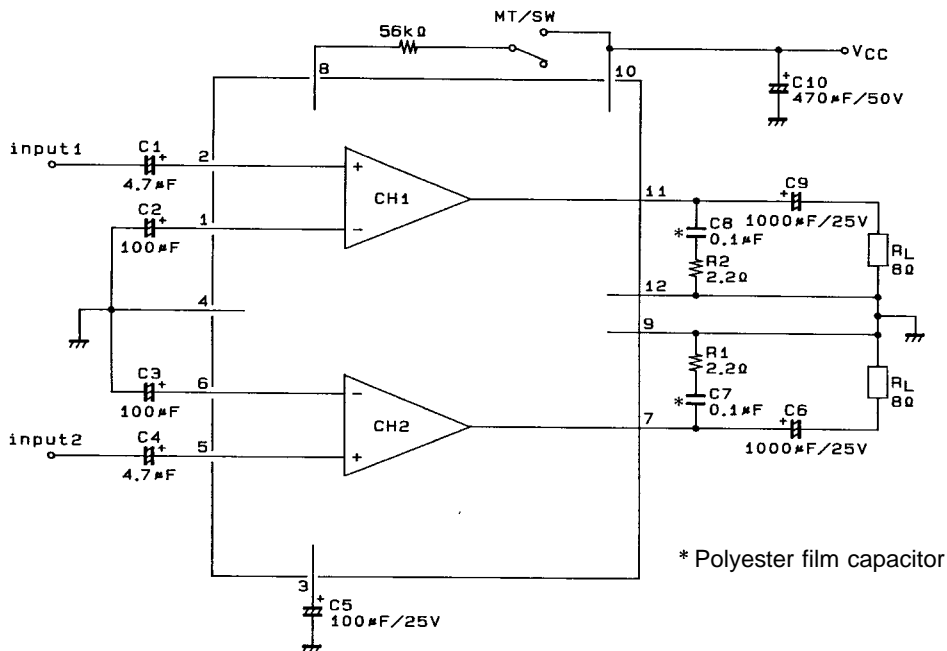 MT/SW
56kΩ
8
10
VCC
+
C10
470μF/50V
input1
C1
+
4.7μF
2
+
CH1
−
C2
+
100μF
1
11
C9
+
1000μF/25V
*
C8
0.1μF
R2
2.2Ω
RL
8Ω
4
12
9
C3
+
100μF
6
R1
2.2Ω
*
C7
0.1μF
RL
8Ω
−
CH2
+
7
C6
+
1000μF/25V
input2
C4
+
4.7μF
5
* Polyester film capacitor
3
+
C5
100μF/25V